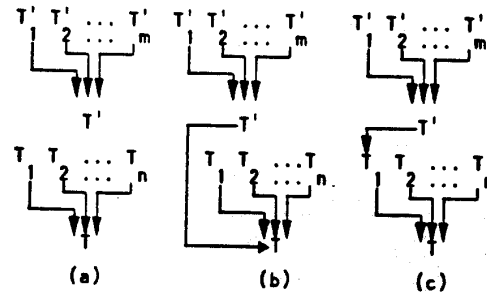 T' T' ... T' T' T' ... T' T' T' ... T'
1 2 ... m 1 2 ... m 1 2 ... m
T' T' T'
T T ... T T T ... T T T ... T
1 2 ... n 1 2 ... n 1 2 ...
T T T
(a) (b) (c)